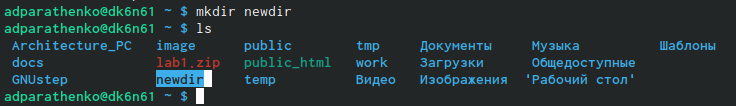 adparathenko@dk6n61 ~ $ mkdir newdir
adparathenko@dk6n61 ~ $ ls
Architecture_PC image public tmp Документы Музыка Шаблоны
docs lab1.zip public_html work Загрузки Общедоступные
GNUstep newdir temp Видео Изображения 'Рабочий стол'
adparathenko@dk6n61 ~ $